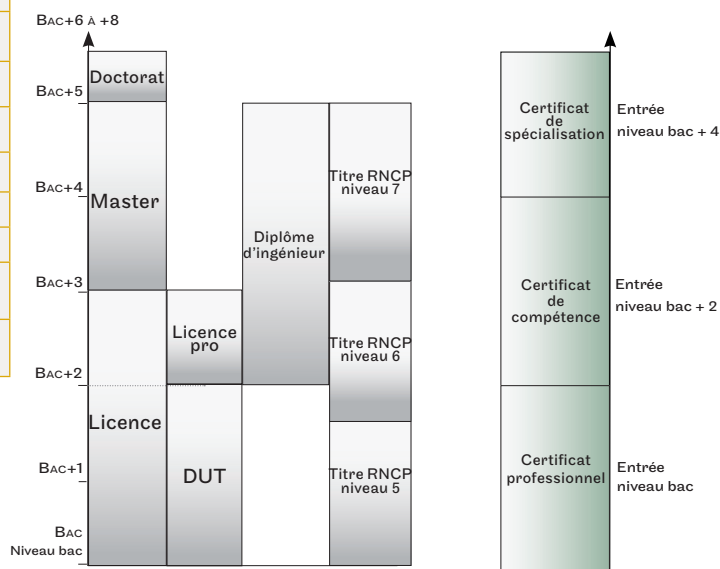 BAC+6 À +8
BAC+5
BAC+4
BAC+3
BAC+2
BAC+1
BAC
Niveau bac
Doctorat
Master
Licence
Licence
pro
DUT
Diplôme
d'ingénieur
Titre RNCP
niveau 7
Titre RNCP
niveau 6
Titre RNCP
niveau 5
Certificat
de
spécialisation
Entrée
niveau bac + 4
Certificat
de
compétence
Entrée
niveau bac + 2
Certificat
professionnel
Entrée
niveau bac